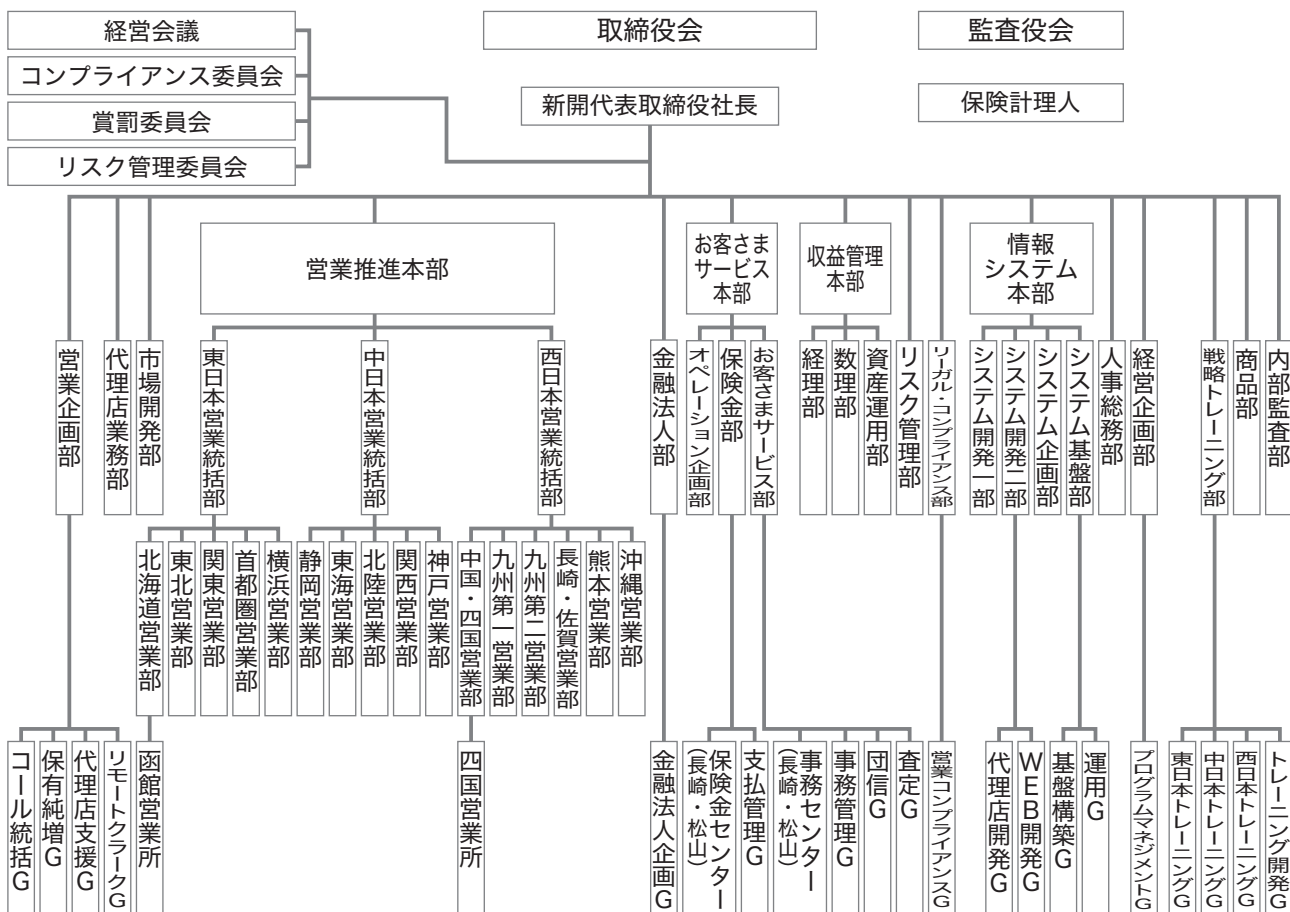 経営会議
コンプライアンス委員会
賞罰委員会
リスク管理委員会
取締役会
監査役会
新開代表取締役社長
保険計理人
営業推進本部
お客さま
サービス
本部
収益管理
本部
情報
システム
本部
営業企画部
代理店業務部
市場開発部
東日本営業統括部
中日本営業統括部
西日本営業統括部
金融法人部
オペレーション企画部
保険金部
お客さまサービス部
経理部
数理部
資産運用部
リスク管理部
リーガル・コンプライアンス部
システム開発一部
システム開発二部
システム企画部
システム基盤部
人事総務部
経営企画部
戦略トレーニング部
商品部
内部監査部
北海道営業部
東北営業部
関東営業部
首都圏営業部
横浜営業部
静岡営業部
東海営業部
北陸営業部
関西営業部
神戸営業部
中国・四国営業部
九州第一営業部
九州第二営業部
長崎・佐賀営業部
熊本営業部
沖縄営業部
コール統括G
保有純増G
代理店支援G
リモートクラークG
函館営業所
四国営業所
金融法人企画G
保険金センター
(長崎・松山)
支払管理G
事務センター
(長崎・松山)
事務管理G
団信G
査定G
営業コンプライアンスG
代理店開発G
WEB開発G
基盤構築G
運用G
プログラムマネジメントG
東日本トレーニングG
中日本トレーニングG
西日本トレーニングG
トレーニング開発G